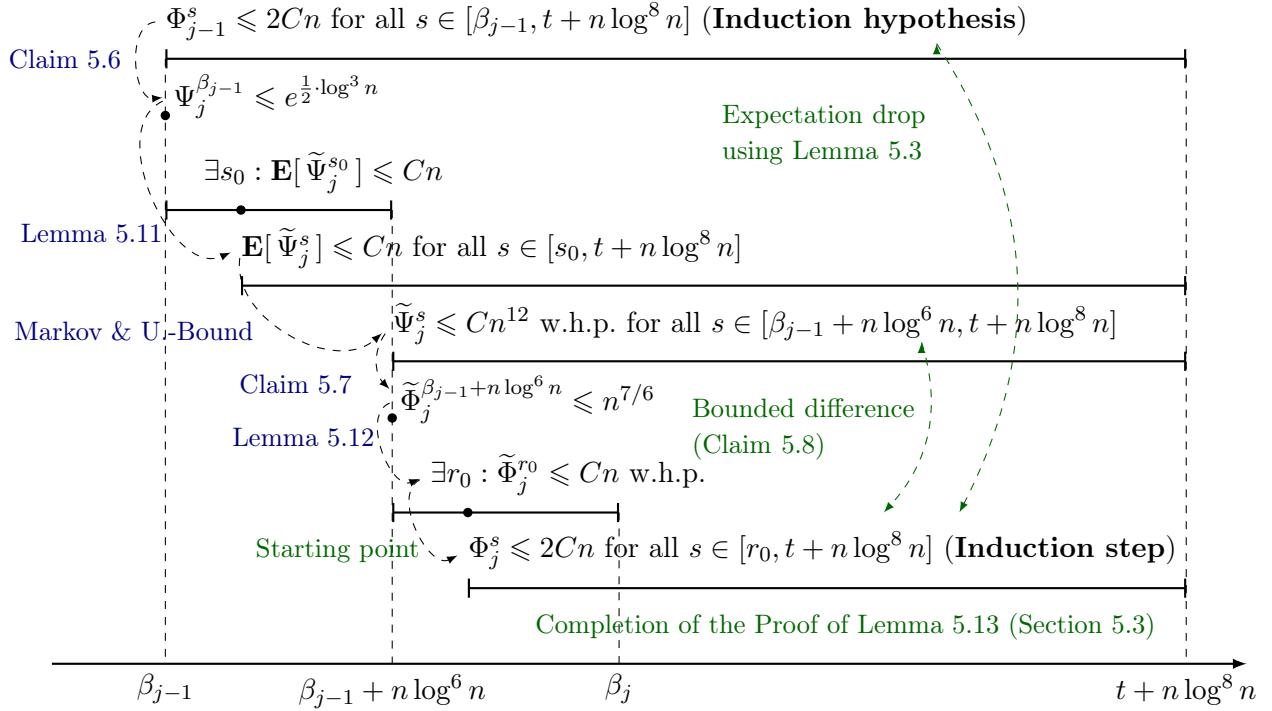 Φ_{j−1}^s ⩽ 2Cn for all s ∈ [β_{j−1}, t + n log^8 n] (Induction hypothesis)
Claim 5.6
Ψ_j^{β_{j−1}} ⩽ e^{\frac{1}{2}·log^3 n}
Expectation drop
using Lemma 5.3
∃s_0 : E[ Ψ̃_j^{s_0} ] ⩽ Cn
Lemma 5.11
E[ Ψ̃_j^s ] ⩽ Cn for all s ∈ [s_0, t + n log^8 n]
Markov & U.-Bound
Ψ̃_j^s ⩽ Cn^{12} w.h.p. for all s ∈ [β_{j−1} + n log^6 n, t + n log^8 n]
Claim 5.7
Φ̃_j^{β_{j−1}+n log^6 n} ⩽ n^{7/6}
Bounded difference
(Claim 5.8)
Lemma 5.12
∃r_0 : Φ̃_j^{r_0} ⩽ Cn w.h.p.
Starting point
Φ_j^s ⩽ 2Cn for all s ∈ [r_0, t + n log^8 n] (Induction step)
Completion of the Proof of Lemma 5.13 (Section 5.3)
β_{j−1} β_{j−1} + n log^6 n β_j t + n log^8 n